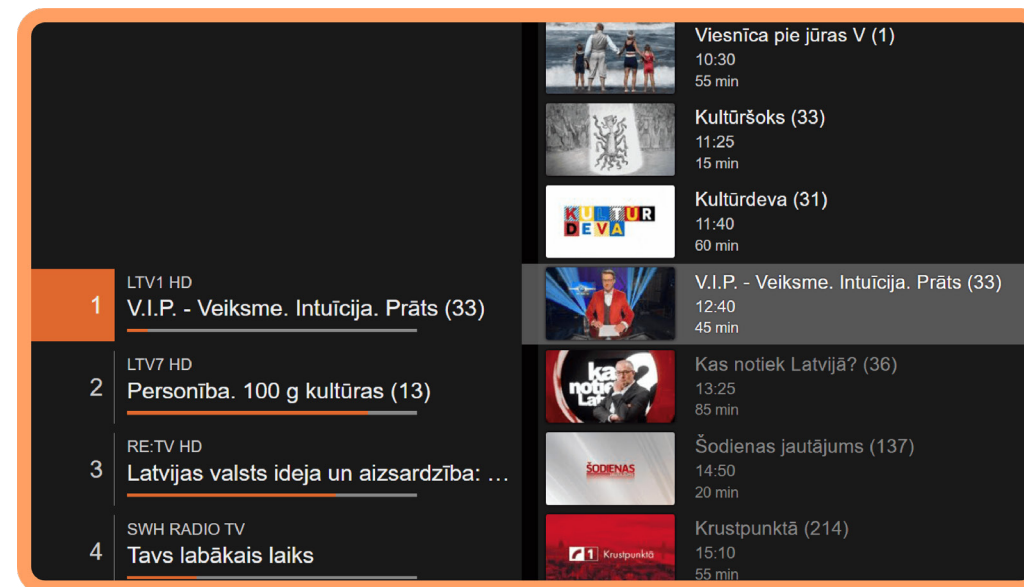 1
LTV1 HD
V.I.P. - Veiksme. Intuīcija. Prāts (33)
2
LTV7 HD
Personība. 100 g kultūras (13)
3
RE:TV HD
Latvijas valsts ideja un aizsardzība: ...
4
SWH RADIO TV
Tavs labākais laiks
Viesnīca pie jūras V (1)
10:30
55 min
Kultūršoks (33)
11:25
15 min
KULTUR
DEVA
Kultūrdeva (31)
11:40
60 min
V.I.P. - Veiksme. Intuīcija. Prāts (33)
12:40
45 min
Kas notiek Latvijā? (36)
13:25
85 min
ŠODIENAS
Šodienas jautājums (137)
14:50
20 min
1 Krustpunktā
Krustpunktā (214)
15:10
55 min